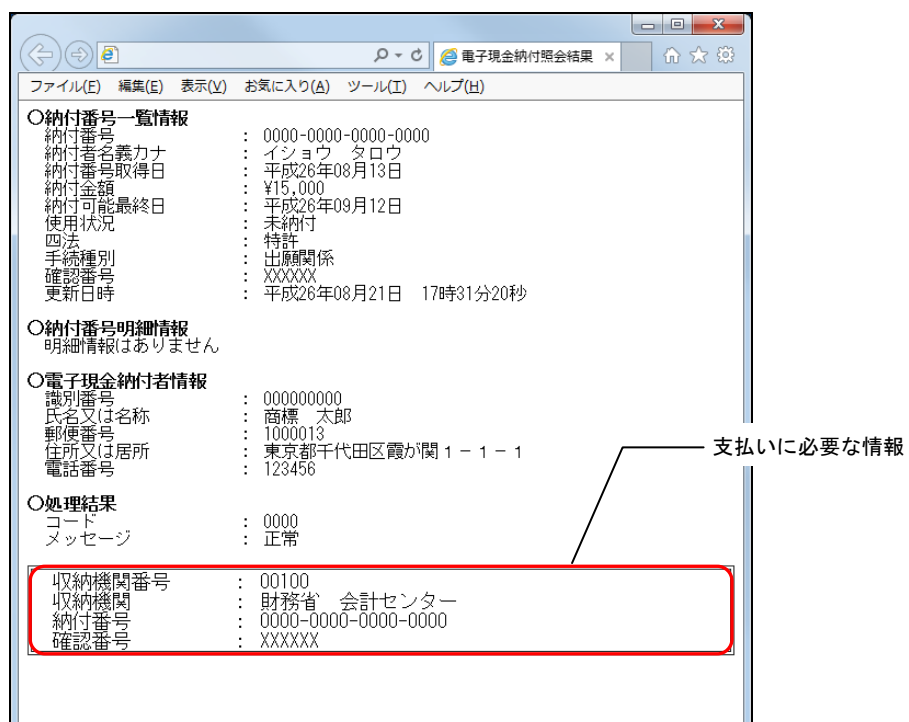 電子現金納付照会結果
ファイル(F) 編集(E) 表示(V) お気に入り(A) ツール(T) ヘルプ(H)
○納付番号一覧情報
納付番号 : 0000-0000-0000-0000
納付者名義カナ : イショウ タロウ
納付番号取得日 : 平成26年08月13日
納付金額 : ¥15,000
納付可能最終日 : 平成26年09月12日
使用状況 : 未納付
四法 : 特許
手続種別 : 出願関係
確認番号 : XXXXXX
更新日時 : 平成26年08月21日 17時31分20秒
○納付番号明細情報
明細情報はありません
○電子現金納付者情報
識別番号 : 000000000
氏名又は名称 : 商標 太郎
郵便番号 : 1000013
住所又は居所 : 東京都千代田区霞が関1-1-1
電話番号 : 123456
支払いに必要な情報
○処理結果
コード : 0000
メッセージ : 正常
収納機関番号 : 00100
収納機関 : 財務省 会計センター
納付番号 : 0000-0000-0000-0000
確認番号 : XXXXXX